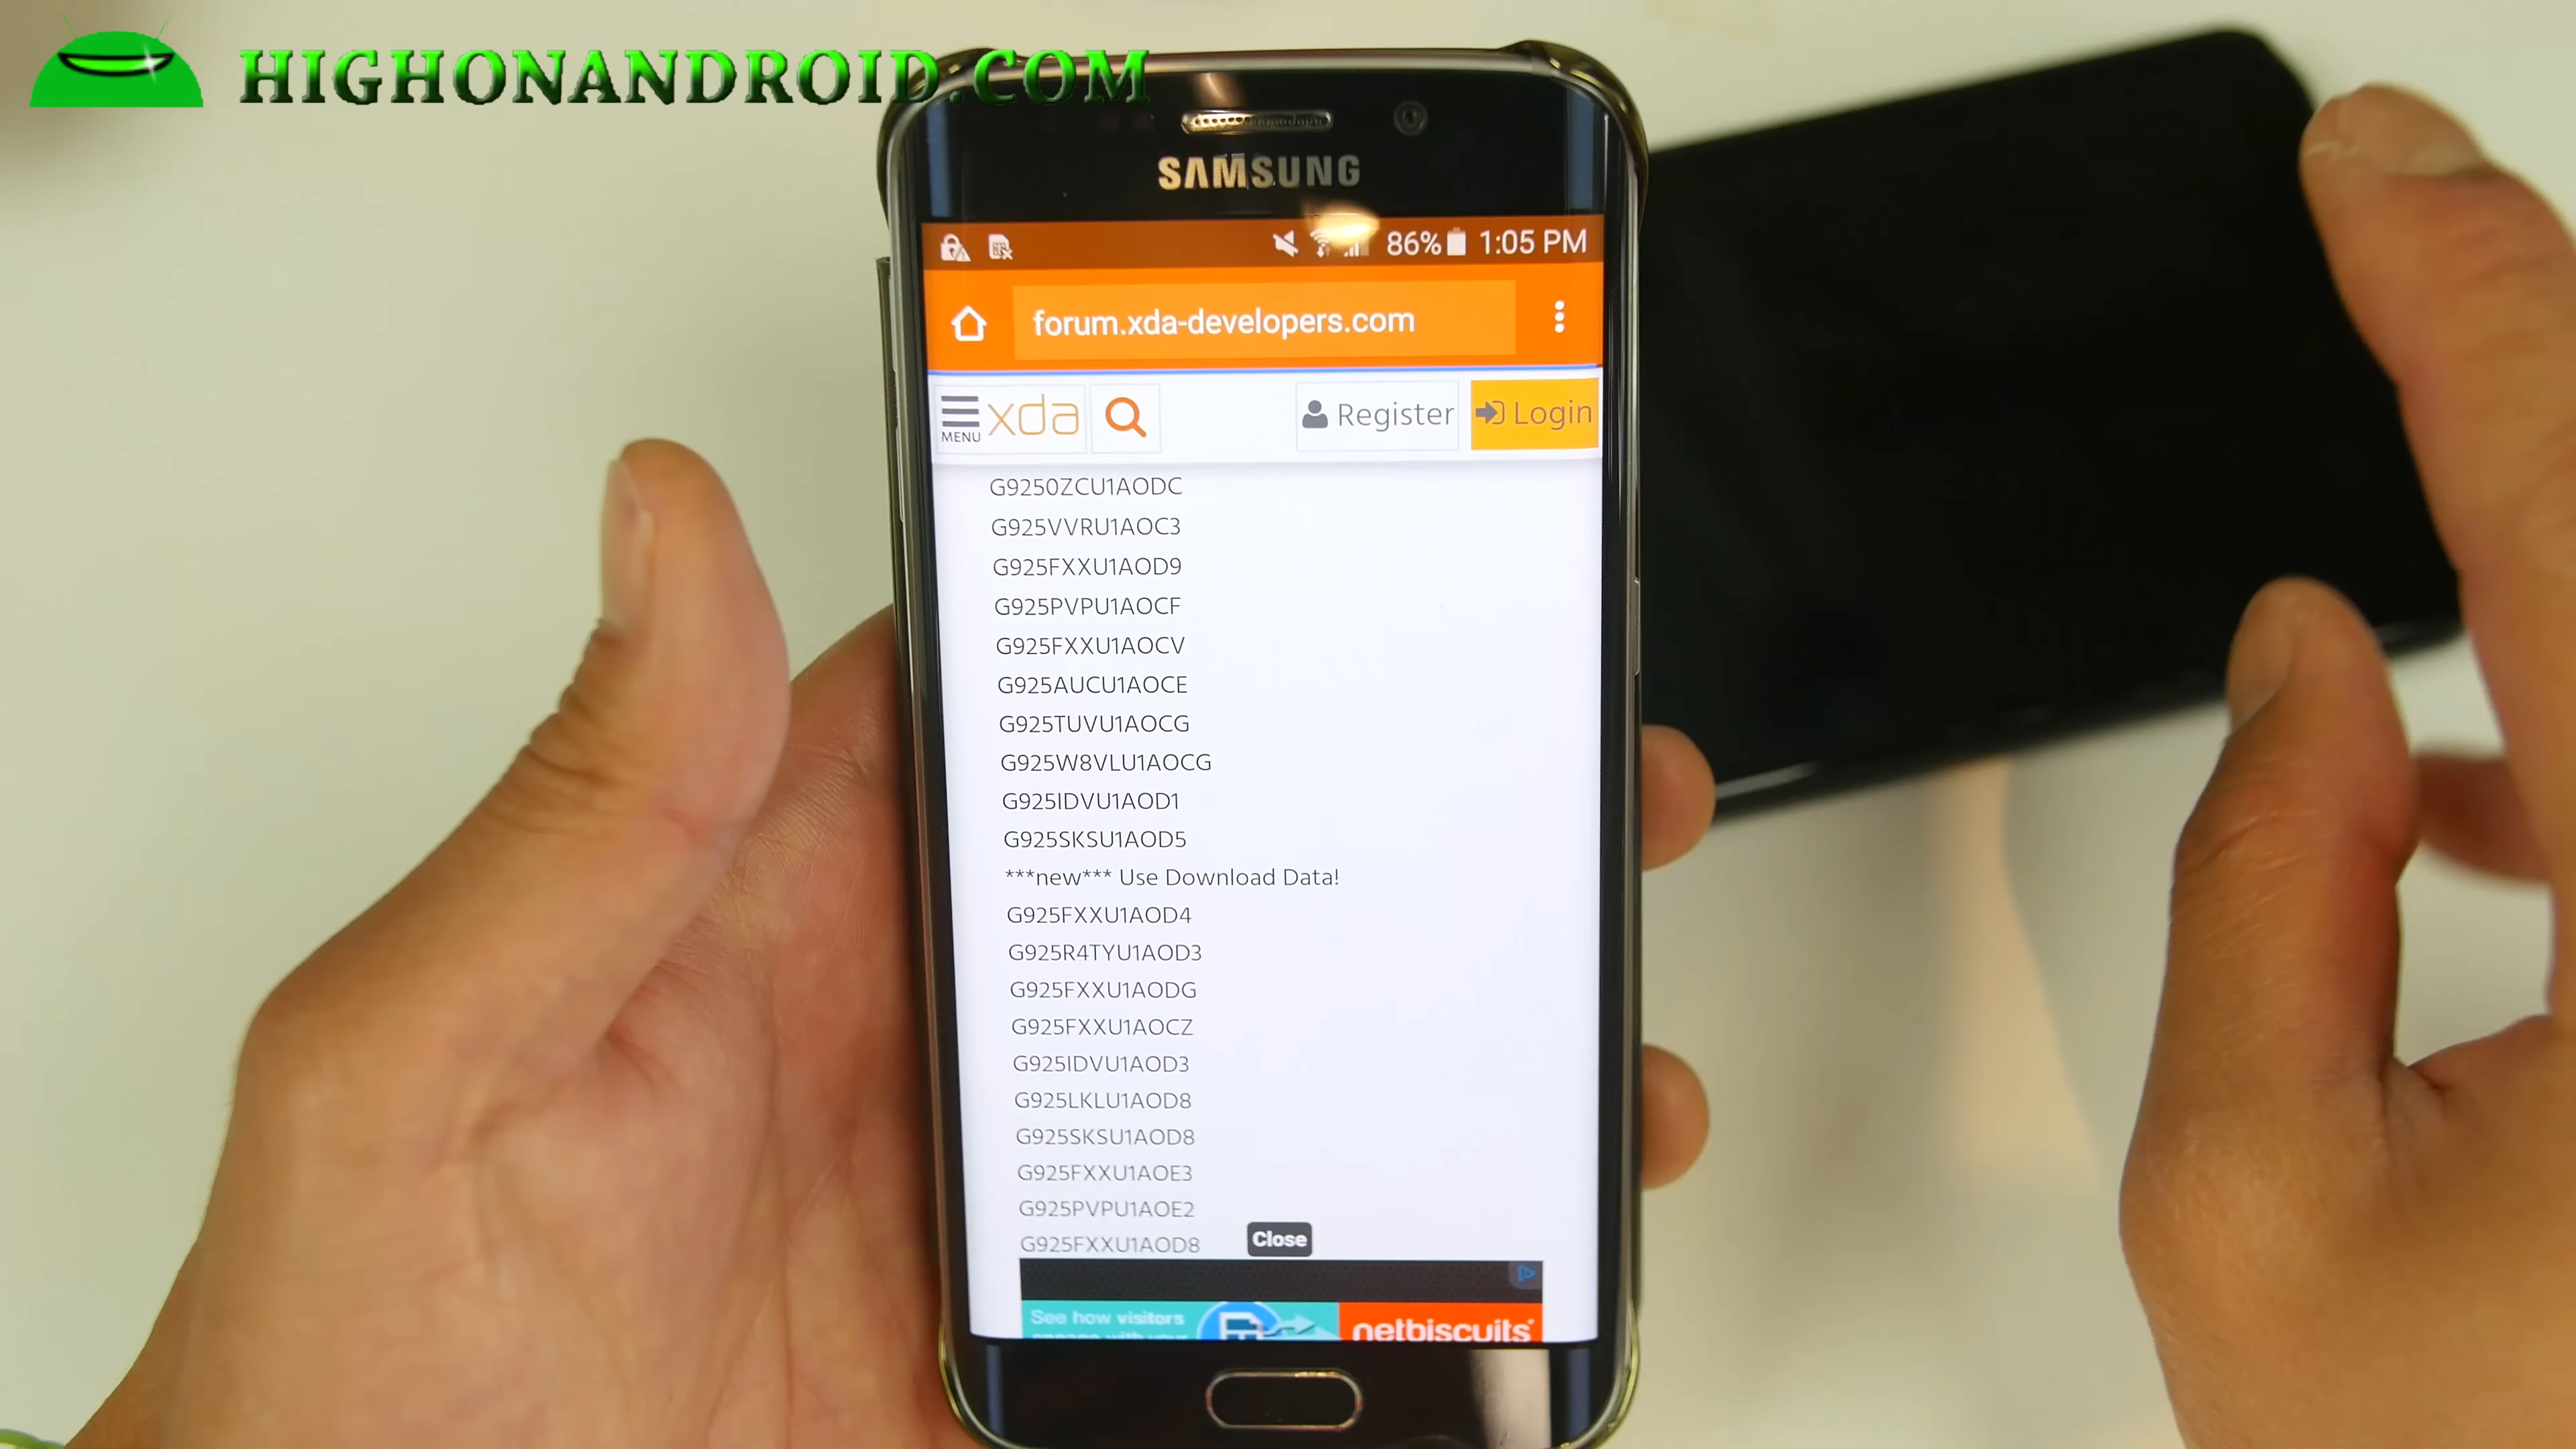 HIGHONANDROID.COM
SAMSUNG
86% 1:05 PM
forum.xda-developers.com
MENU xda Register Login
G9250ZCU1AODC
G925VVRU1AOC3
G925FXXU1AOD9
G925PVPU1AOCF
G925FXXU1AOCV
G925AUCU1AOCE
G925TUVU1AOCG
G925W8VLU1AOCG
G925IDVU1AOD1
G925SKSU1AOD5
***new*** Use Download Data!
G925FXXU1AOD4
G925R4TYU1AOD3
G925FXXU1AODG
G925FXXU1AOCZ
G925IDVU1AOD3
G925LKLU1AOD8
G925SKSU1AOD8
G925FXXU1AOE3
G925PVPU1AOE2
G925FXXU1AOD8
Close
See how visitors
netbiscuits